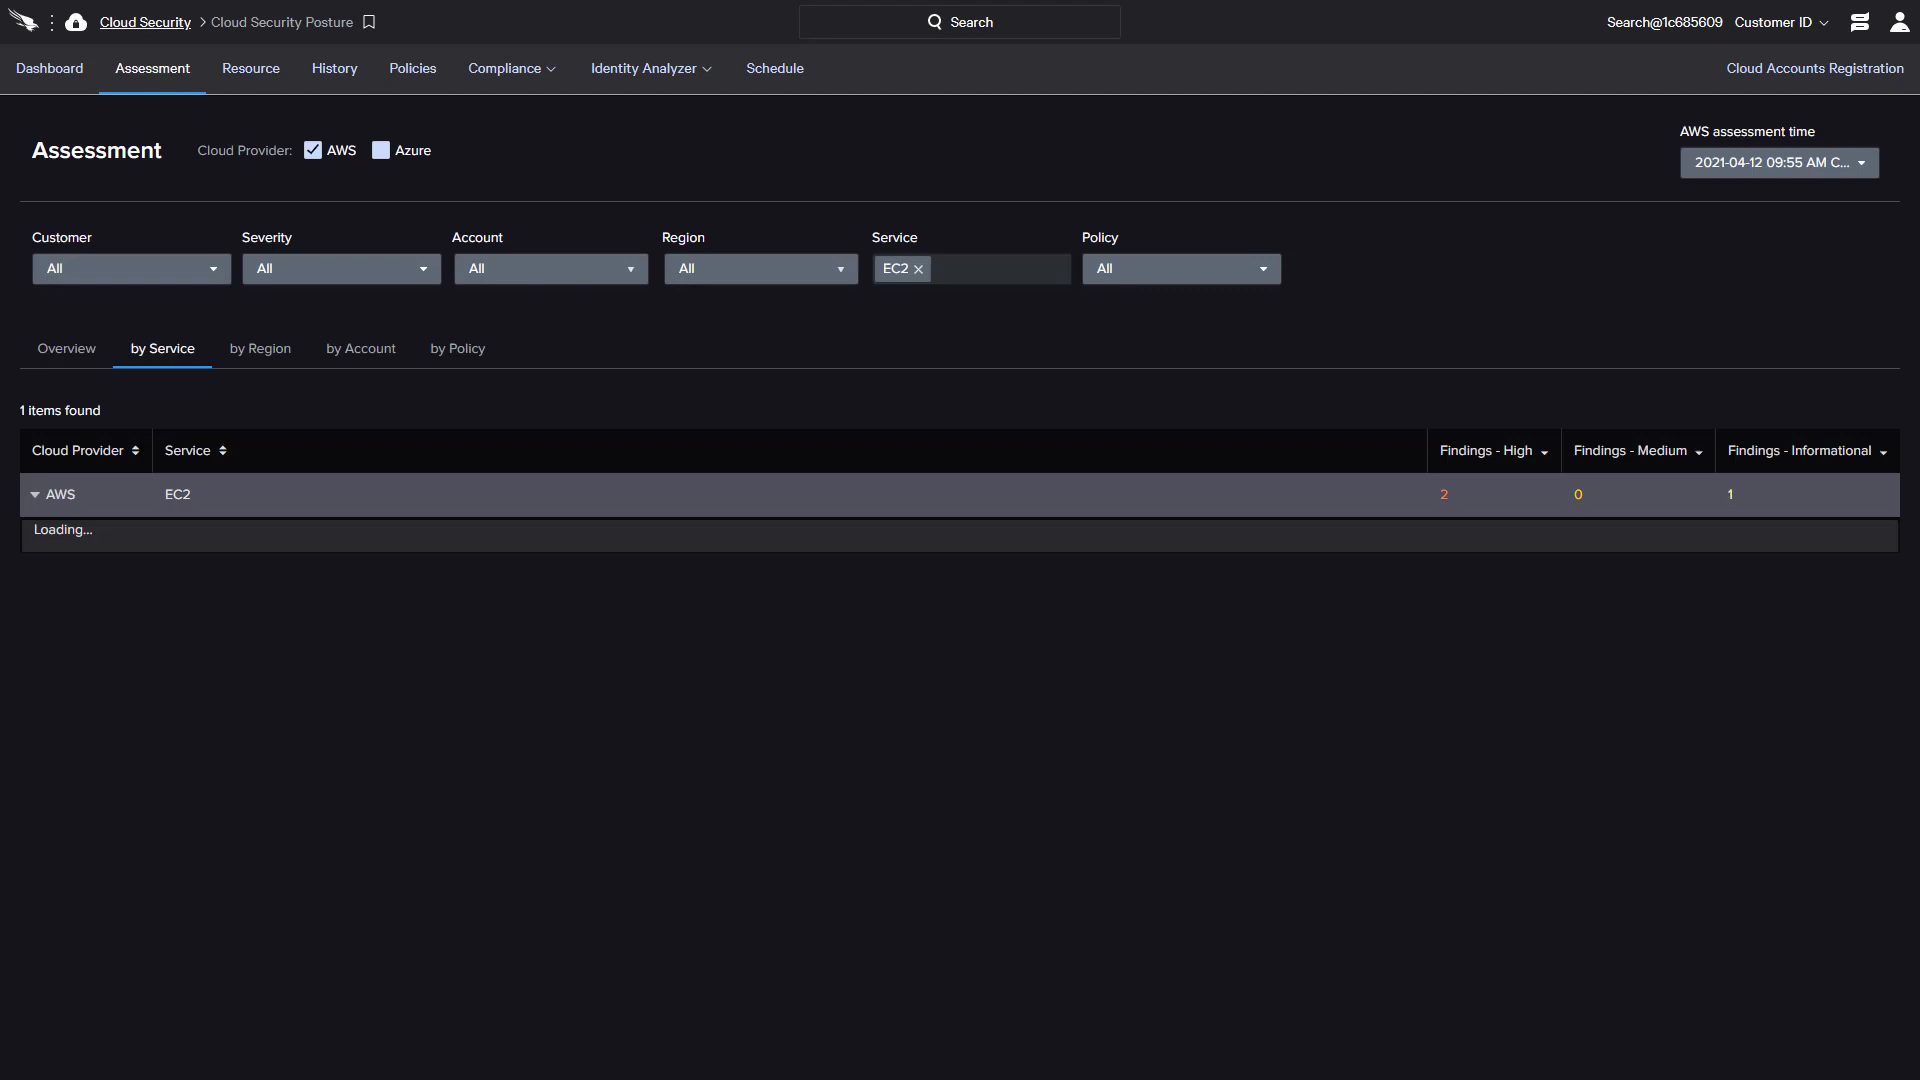 Cloud Security > Cloud Security Posture
Search
Search@1c685609 Customer ID
Dashboard Assessment Resource History Policies Compliance Identity Analyzer Schedule Cloud Accounts Registration
AWS assessment time
Assessment Cloud Provider: AWS Azure
2021-04-12 09:55 AM C...
Customer Severity Account Region Service Policy
All All All All EC2 All
Overview by Service by Region by Account by Policy
1 items found
Cloud Provider Service Findings - High Findings - Medium Findings - Informational
AWS EC2 2 0 1
Loading...